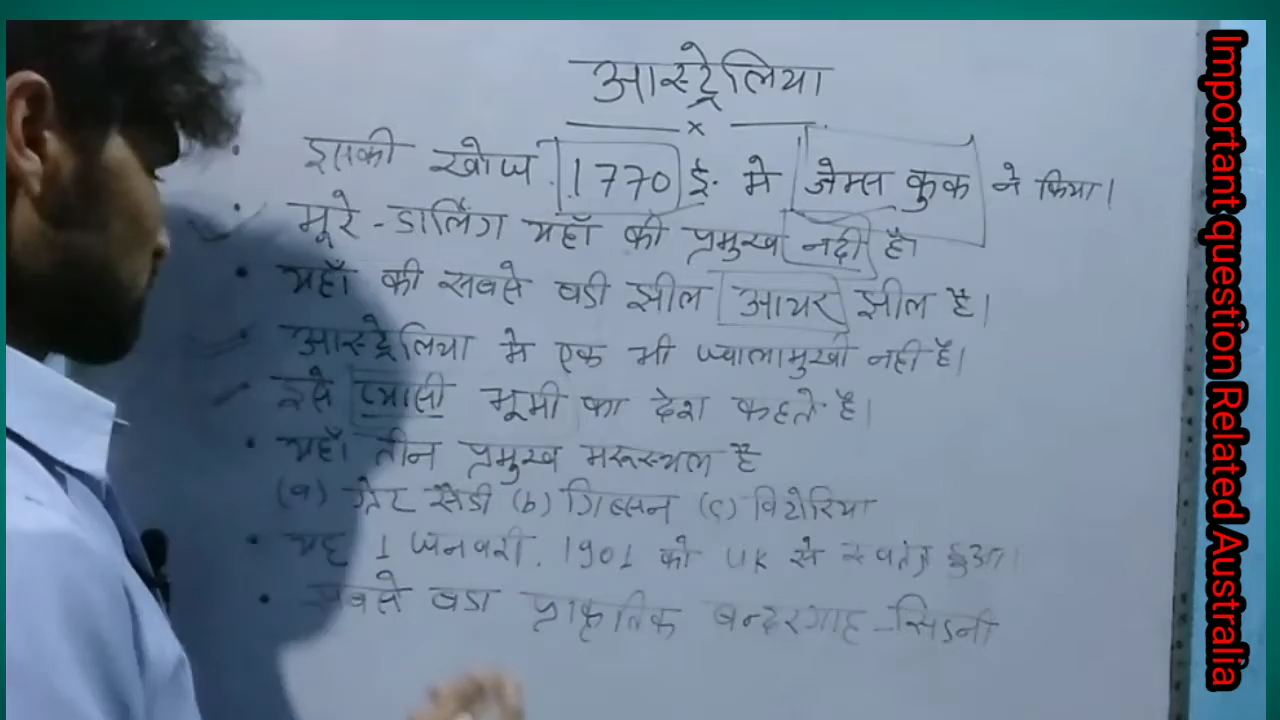 आस्ट्रेलिया
x
इसकी खोज 1770 ई. मे जेम्स कुक ने किया।
मूरे - डार्लिंग यहाँ की प्रमुख नदी है।
यहाँ की सबसे बडी झील आयर झील है।
आस्ट्रेलिया मे एक भी ज्वालामुखी नही है।
इसे प्यासी भूमी का देश कहते है।
यहाँ तीन प्रमुख मरूस्थल है
(a) ग्रेट सैंडी (b) गिब्सन (c) विटोरिया
यह 1 जनवरी. 1901 को UK से स्वतंत्र हुआ।
सबसे बडा प्राकृतिक बन्दरगाह - सिडनी
Important question Related Australia